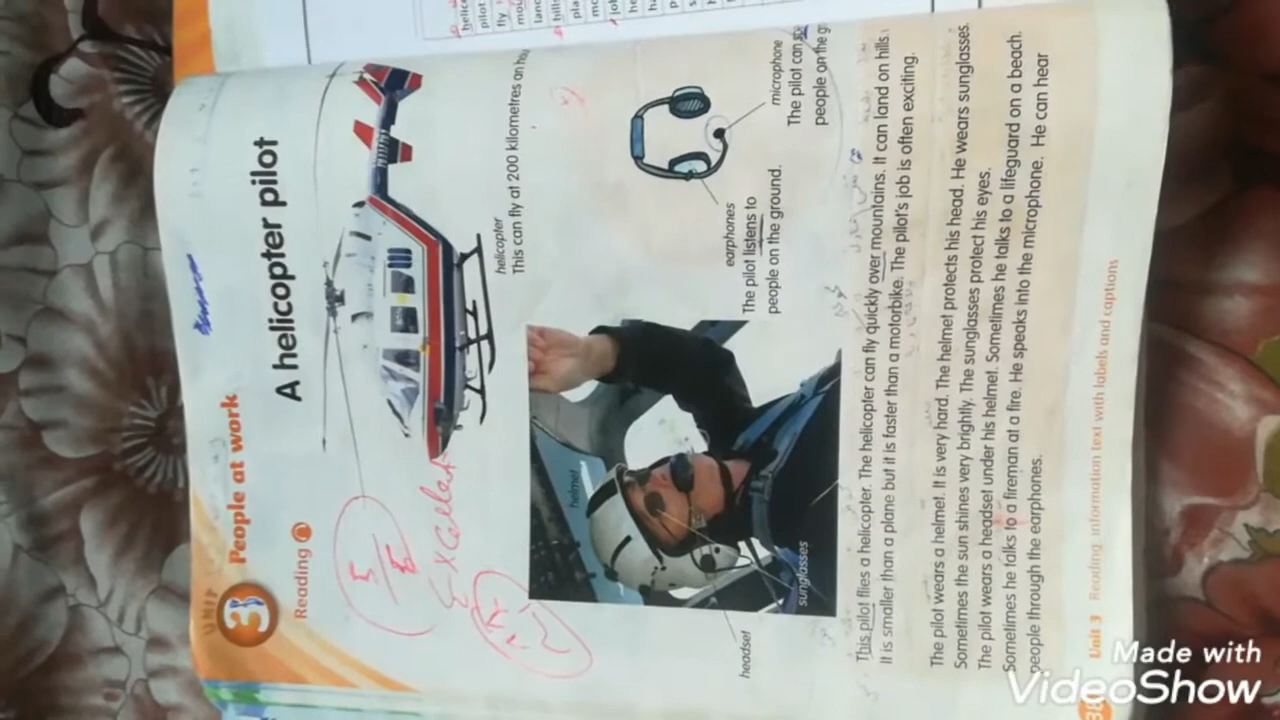 UNIT
3 People at work
Reading
A helicopter pilot
5/5
Excellent
helicopter
This can fly at 200 kilometres an
helmet
sunglasses
headset
earphones
The pilot listens to
people on the ground.
microphone
The pilot can
people on the
This pilot flies a helicopter. The helicopter can fly quickly over mountains. It can land on hills.
It is smaller than a plane but it is faster than a motorbike. The pilot's job is often exciting.
The pilot wears a helmet. It is very hard. The helmet protects his head. He wears sunglasses.
Sometimes the sun shines very brightly. The sunglasses protect his eyes.
The pilot wears a headset under his helmet. Sometimes he talks to a lifeguard on a beach.
Sometimes he talks to a fireman at a fire. He speaks into the microphone. He can hear
people through the earphones.
Unit 3 Reading information text with labels and captions
pilot
fly
Made with
VideoShow